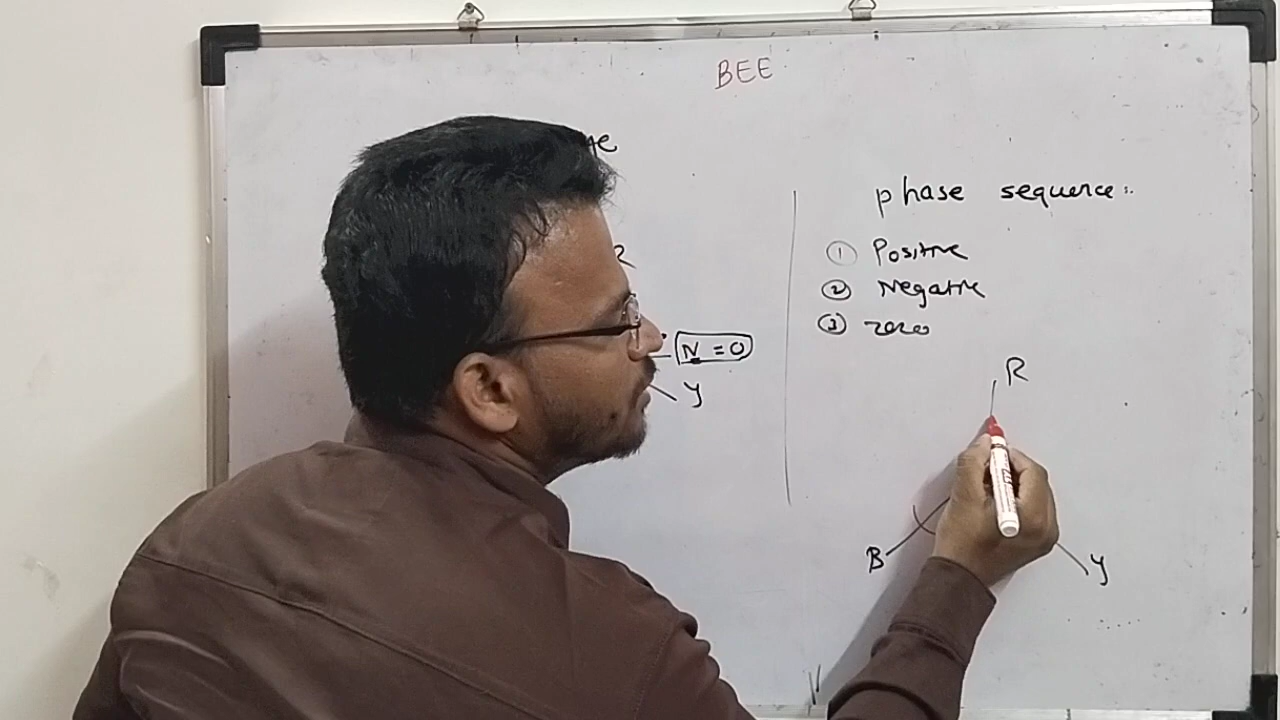 BEE
phase sequence:
① Positive
② Negative
③ zero
N = 0
Y
R
B
Y